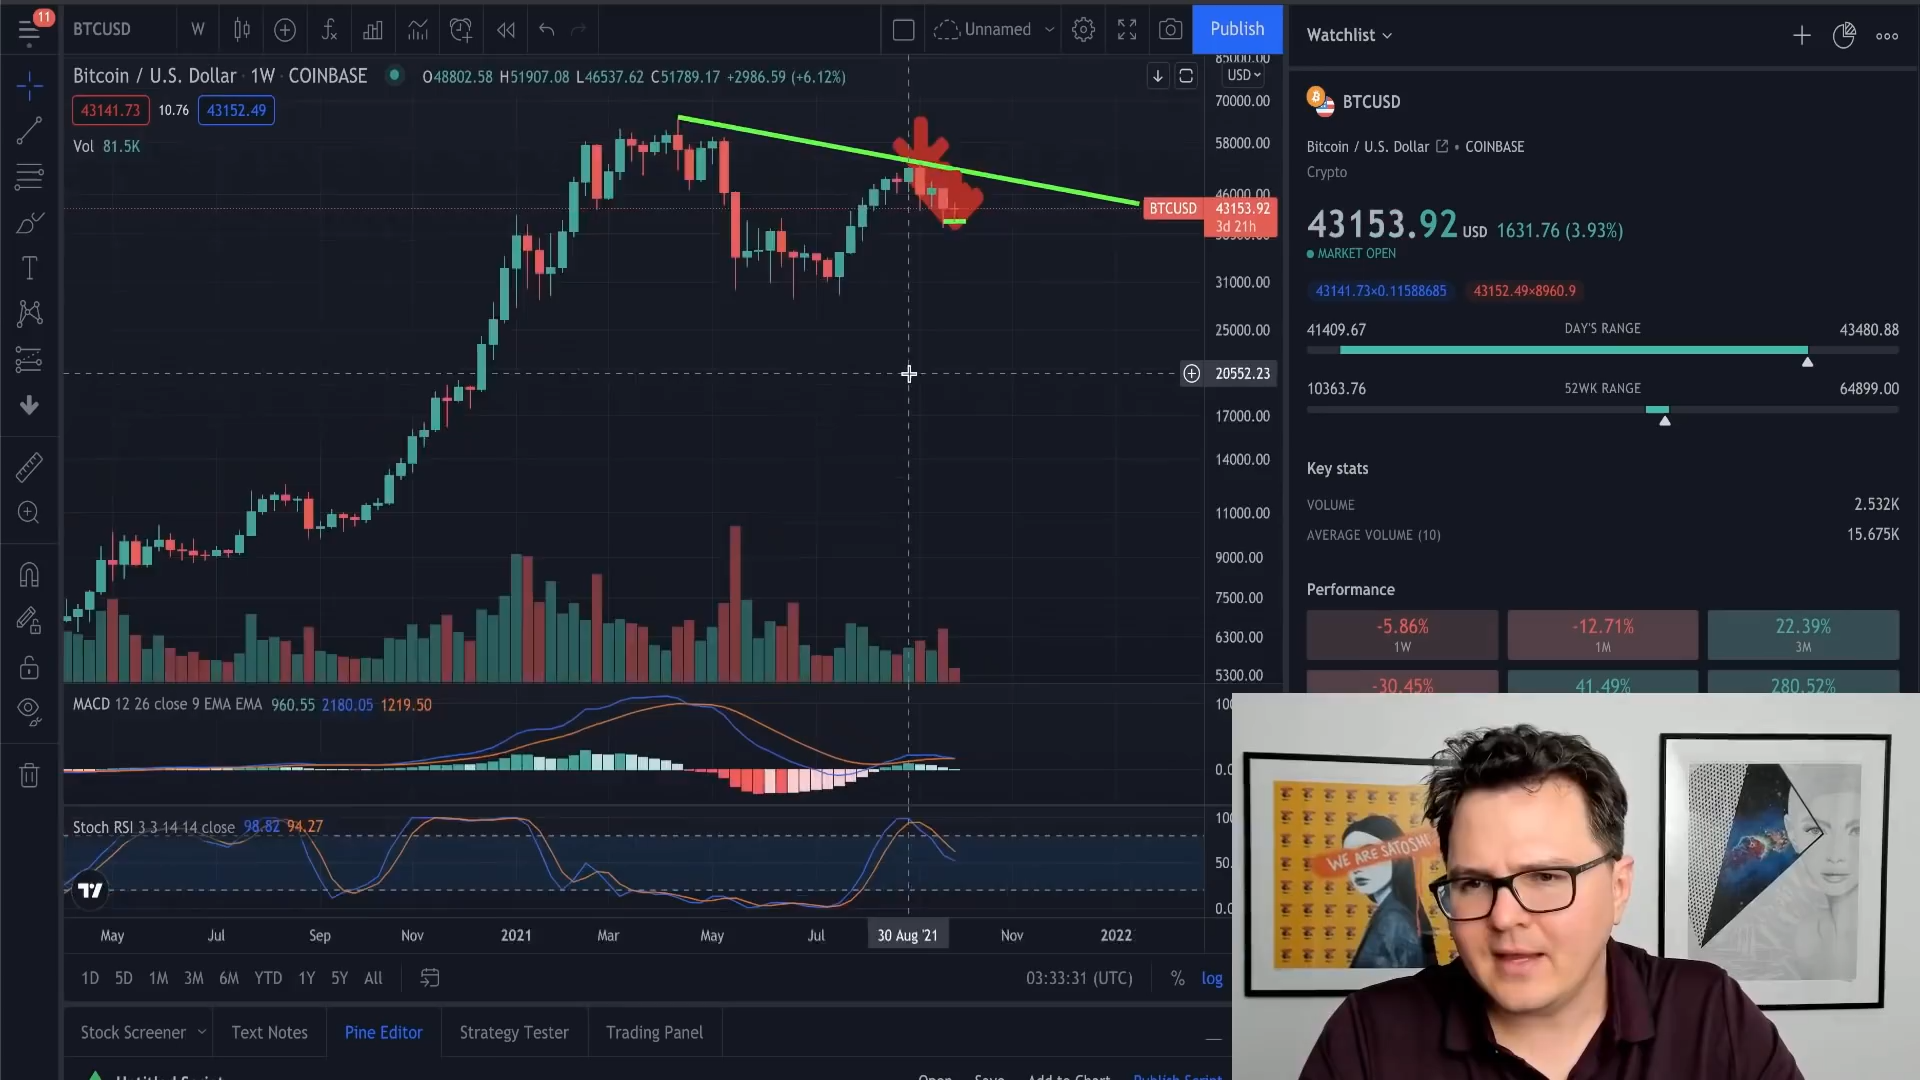 11
BTCUSD
W
Unnamed
Publish
Watchlist
Bitcoin / U.S. Dollar · 1W · COINBASE
O48802.58 H51907.08 L46537.62 C51789.17 +2986.59 (+6.12%)
USD
43141.73
10.76
43152.49
Vol 81.5K
85000.00
70000.00
58000.00
46000.00
BTCUSD
43153.92
3d 21h
31000.00
25000.00
20552.23
17000.00
14000.00
11000.00
9000.00
7500.00
6300.00
5300.00
MACD 12 26 close 9 EMA EMA 960.55 2180.05 1219.50
Stoch RSI 3 3 14 14 close 98.82 94.27
May
Jul
Sep
Nov
2021
Mar
May
Jul
30 Aug '21
Nov
2022
1D 5D 1M 3M 6M YTD 1Y 5Y All
03:33:31 (UTC)
% log
Stock Screener
Text Notes
Pine Editor
Strategy Tester
Trading Panel
BTCUSD
Bitcoin / U.S. Dollar • COINBASE
Crypto
43153.92 USD 1631.76 (3.93%)
MARKET OPEN
43141.73×0.11588685
43152.49×8960.9
41409.67 DAY'S RANGE 43480.88
10363.76 52WK RANGE 64899.00
Key stats
VOLUME 2.532K
AVERAGE VOLUME (10) 15.675K
Performance
-5.86%
1W
-12.71%
1M
22.39%
3M
-30.45%
41.49%
280.52%
WE ARE SATOSHI